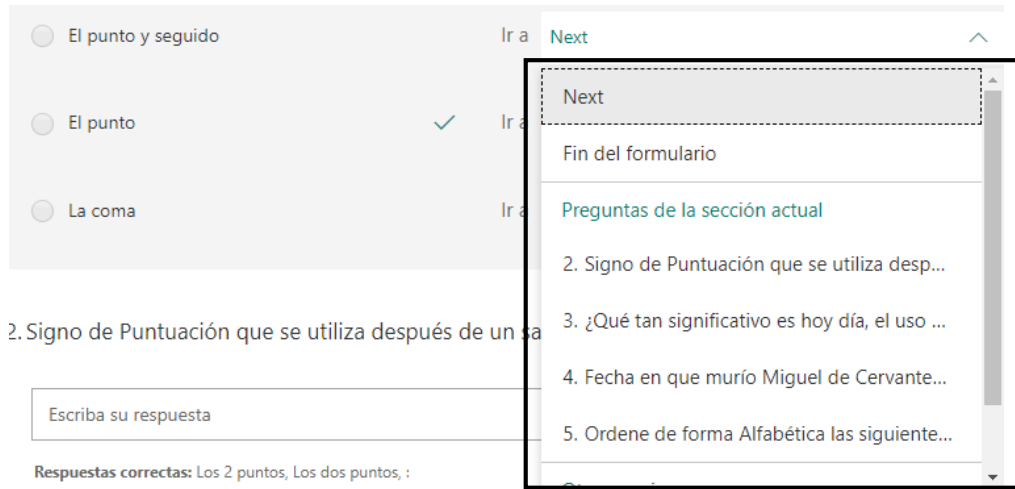 El punto y seguido Ir a Next
Next
El punto Ir a
Fin del formulario
La coma Ir a
Preguntas de la sección actual
2. Signo de Puntuación que se utiliza desp...
3. ¿Qué tan significativo es hoy día, el uso ...
4. Fecha en que murío Miguel de Cervante...
5. Ordene de forma Alfabética las siguiente...
2. Signo de Puntuación que se utiliza después de un sa
Escriba su respuesta
Respuestas correctas: Los 2 puntos, Los dos puntos, :